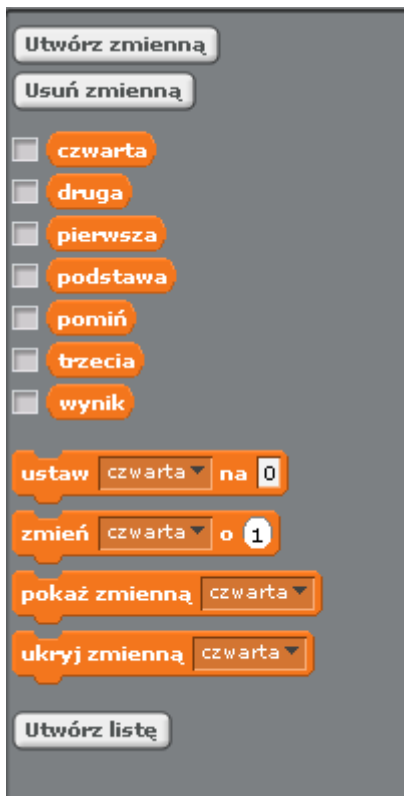 Utwórz zmienną
Usuń zmienną
czwarta
druga
pierwsza
podstawa
pomiń
trzecia
wynik
ustaw czwarta na 0
zmień czwarta o 1
pokaż zmienną czwarta
ukryj zmienną czwarta
Utwórz listę